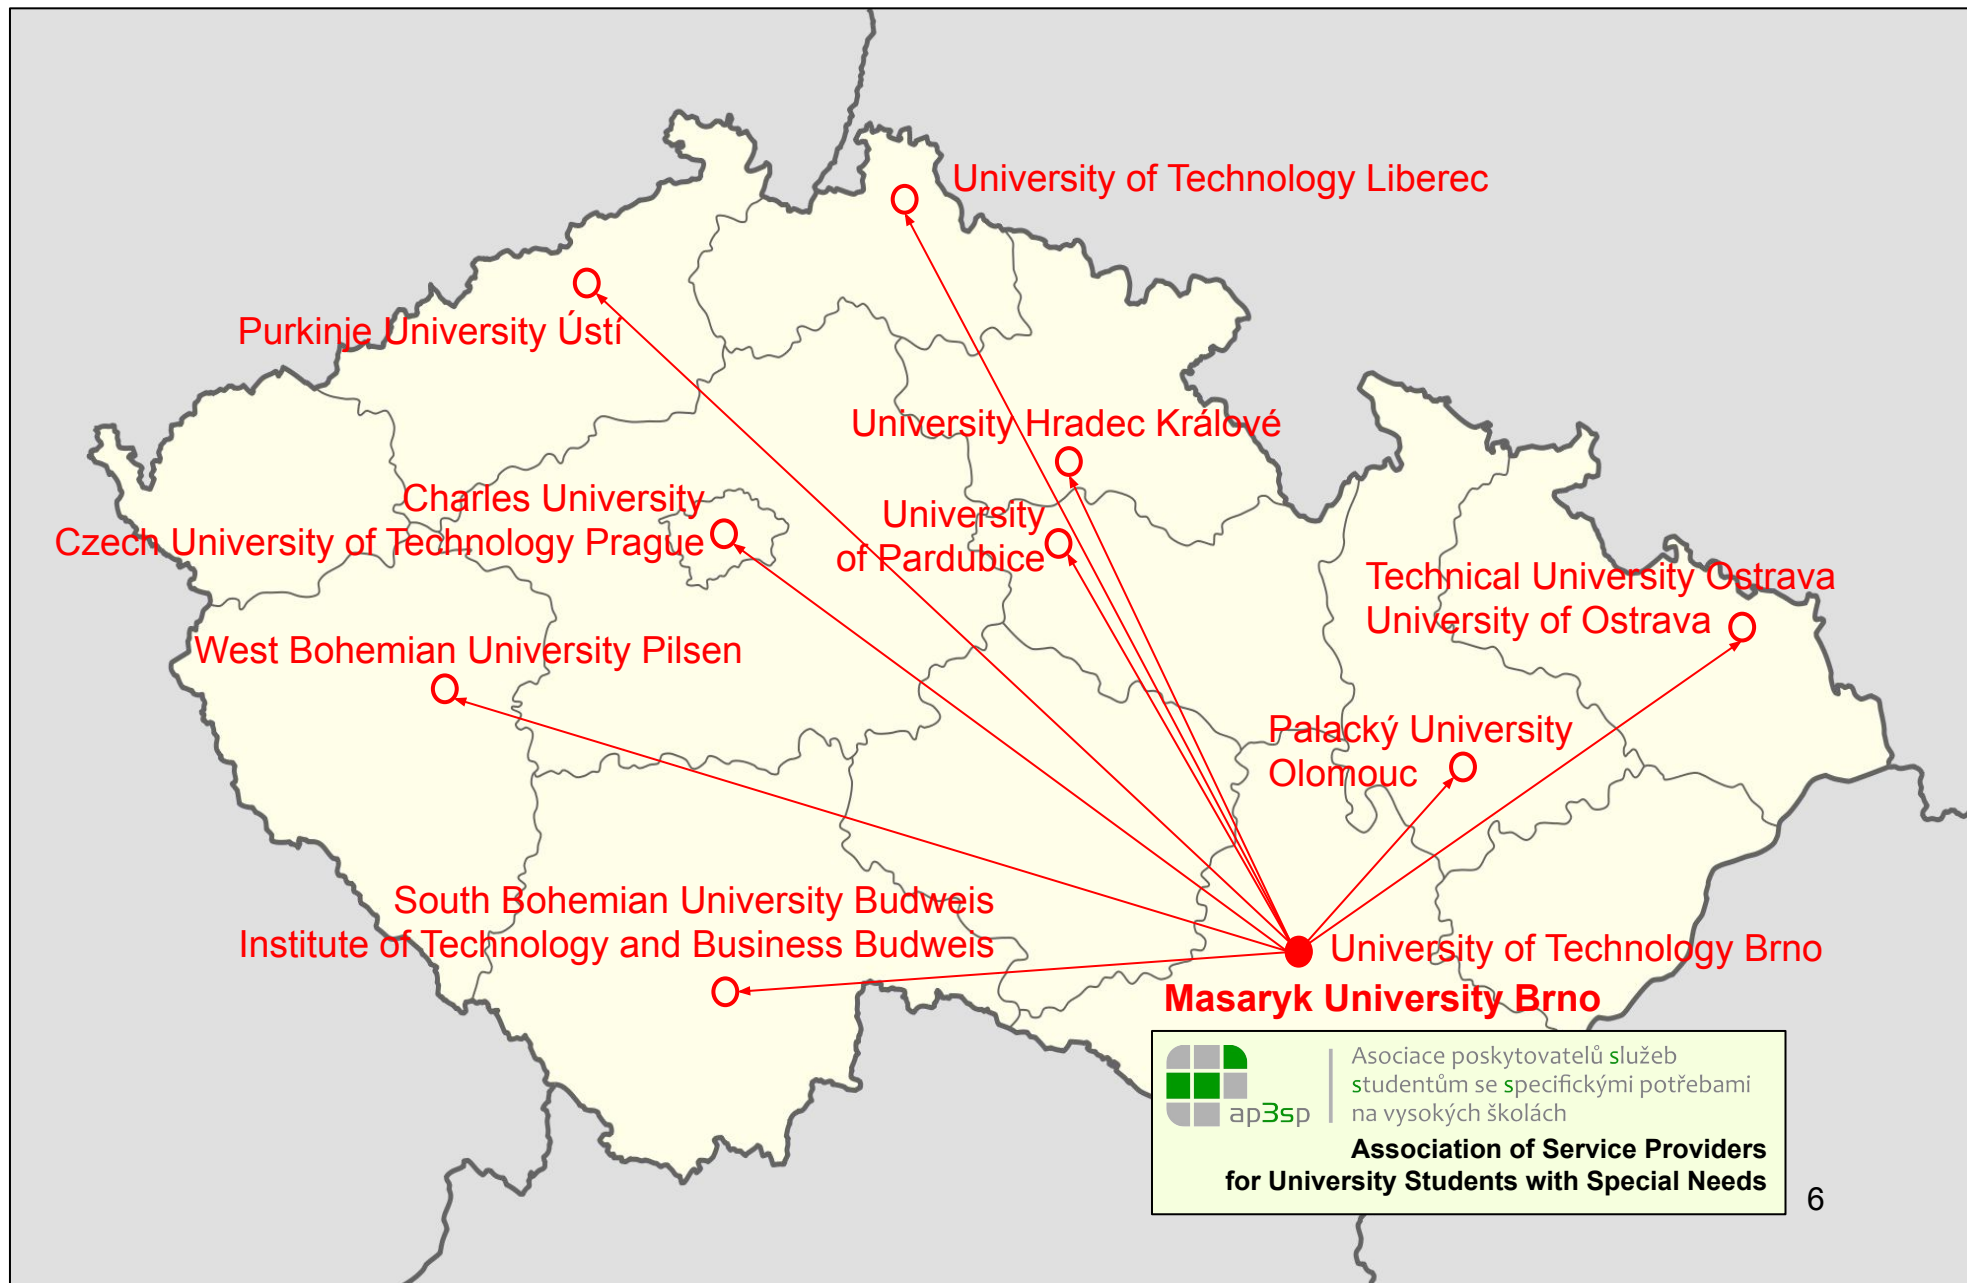 University of Technology Liberec
Purkinje University Ústí
University Hradec Králové
Charles University
Czech University of Technology Prague
University
of Pardubice
Technical University Ostrava
University of Ostrava
West Bohemian University Pilsen
Palacký University
Olomouc
South Bohemian University Budweis
Institute of Technology and Business Budweis
University of Technology Brno
Masaryk University Brno
ap3sp
Asociace poskytovatelů služeb
studentům se specifickými potřebami
na vysokých školách
Association of Service Providers
for University Students with Special Needs
6